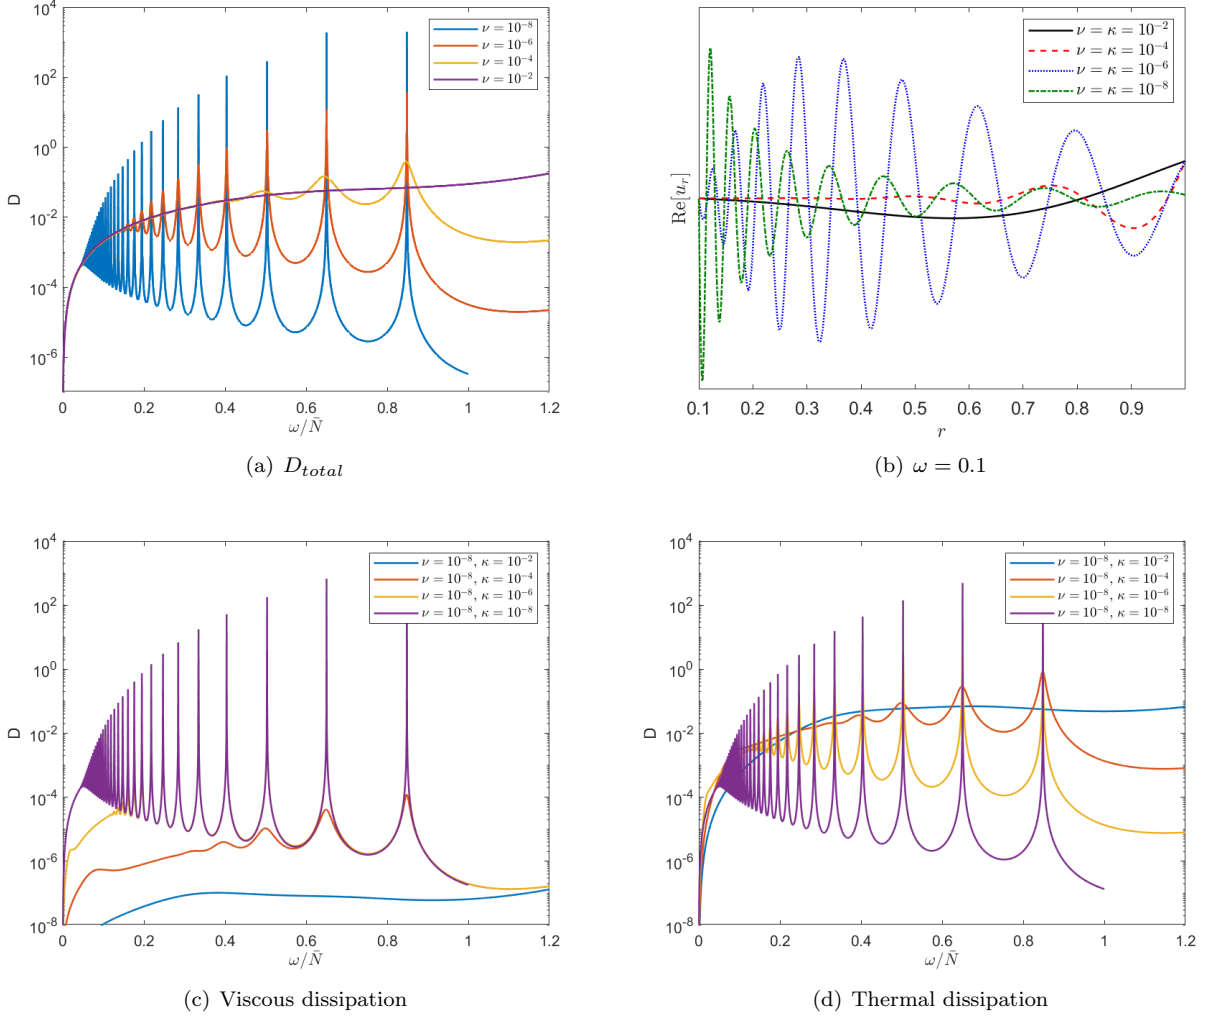 10^4
10^2
10^0
10^-2
10^-4
10^-6
D
ν = 10^-8
ν = 10^-6
ν = 10^-4
ν = 10^-2
0 0.2 0.4 0.6 0.8 1 1.2
ω/N̄
(a) D_total
Re[u_r]
ν = κ = 10^-2
ν = κ = 10^-4
ν = κ = 10^-6
ν = κ = 10^-8
0.1 0.2 0.3 0.4 0.5 0.6 0.7 0.8 0.9
r
(b) ω = 0.1
10^4
10^2
10^0
10^-2
10^-4
10^-6
10^-8
D
ν = 10^-8, κ = 10^-2
ν = 10^-8, κ = 10^-4
ν = 10^-8, κ = 10^-6
ν = 10^-8, κ = 10^-8
0 0.2 0.4 0.6 0.8 1 1.2
ω/N̄
(c) Viscous dissipation
10^4
10^2
10^0
10^-2
10^-4
10^-6
10^-8
D
ν = 10^-8, κ = 10^-2
ν = 10^-8, κ = 10^-4
ν = 10^-8, κ = 10^-6
ν = 10^-8, κ = 10^-8
0 0.2 0.4 0.6 0.8 1 1.2
ω/N̄
(d) Thermal dissipation